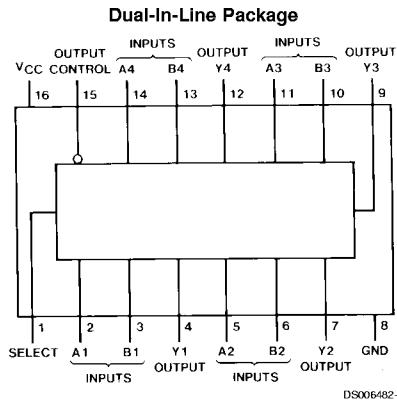 Dual-In-Line Package
INPUTS INPUTS
OUTPUT OUTPUT OUTPUT
VCC CONTROL A4 B4 Y4 A3 B3 Y3
16 15 14 13 12 11 10 9
1 2 3 4 5 6 7 8
SELECT A1 B1 Y1 A2 B2 Y2 GND
OUTPUT OUTPUT
INPUTS INPUTS
DS006482-